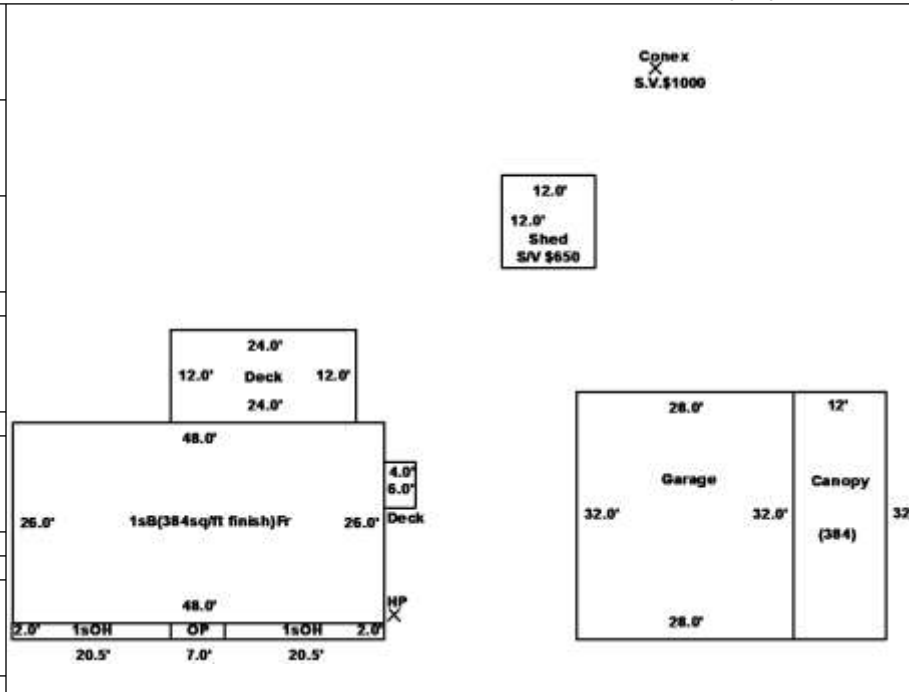 Conex
S.V.$1000
12.0'
12.0'
Shed
S/V $650
24.0'
12.0' Deck 12.0'
24.0'
48.0'
26.0' 1sB(384sq/ft finish)Fr 26.0'
48.0'
4.0'
6.0'
Deck
HP
2.0' 1sOH OP 1sOH 2.0'
20.5' 7.0' 20.5'
28.0' 12'
Garage Canopy
32.0' 32.0' (384) 32
28.0'